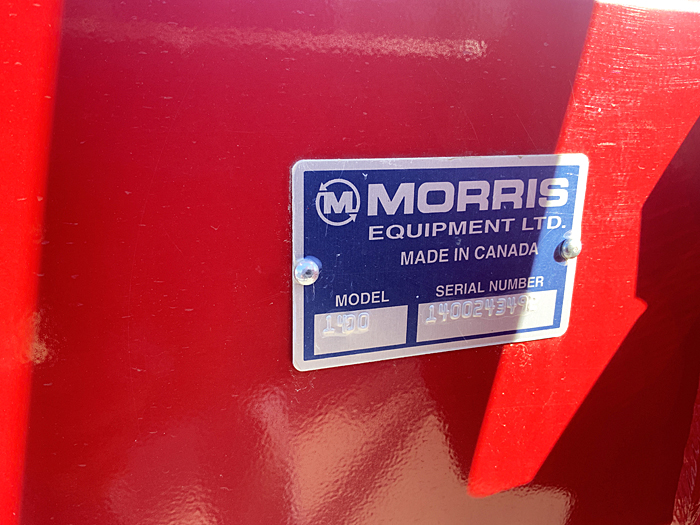 M MORRIS
EQUIPMENT LTD.
MADE IN CANADA
MODEL
SERIAL NUMBER
1400